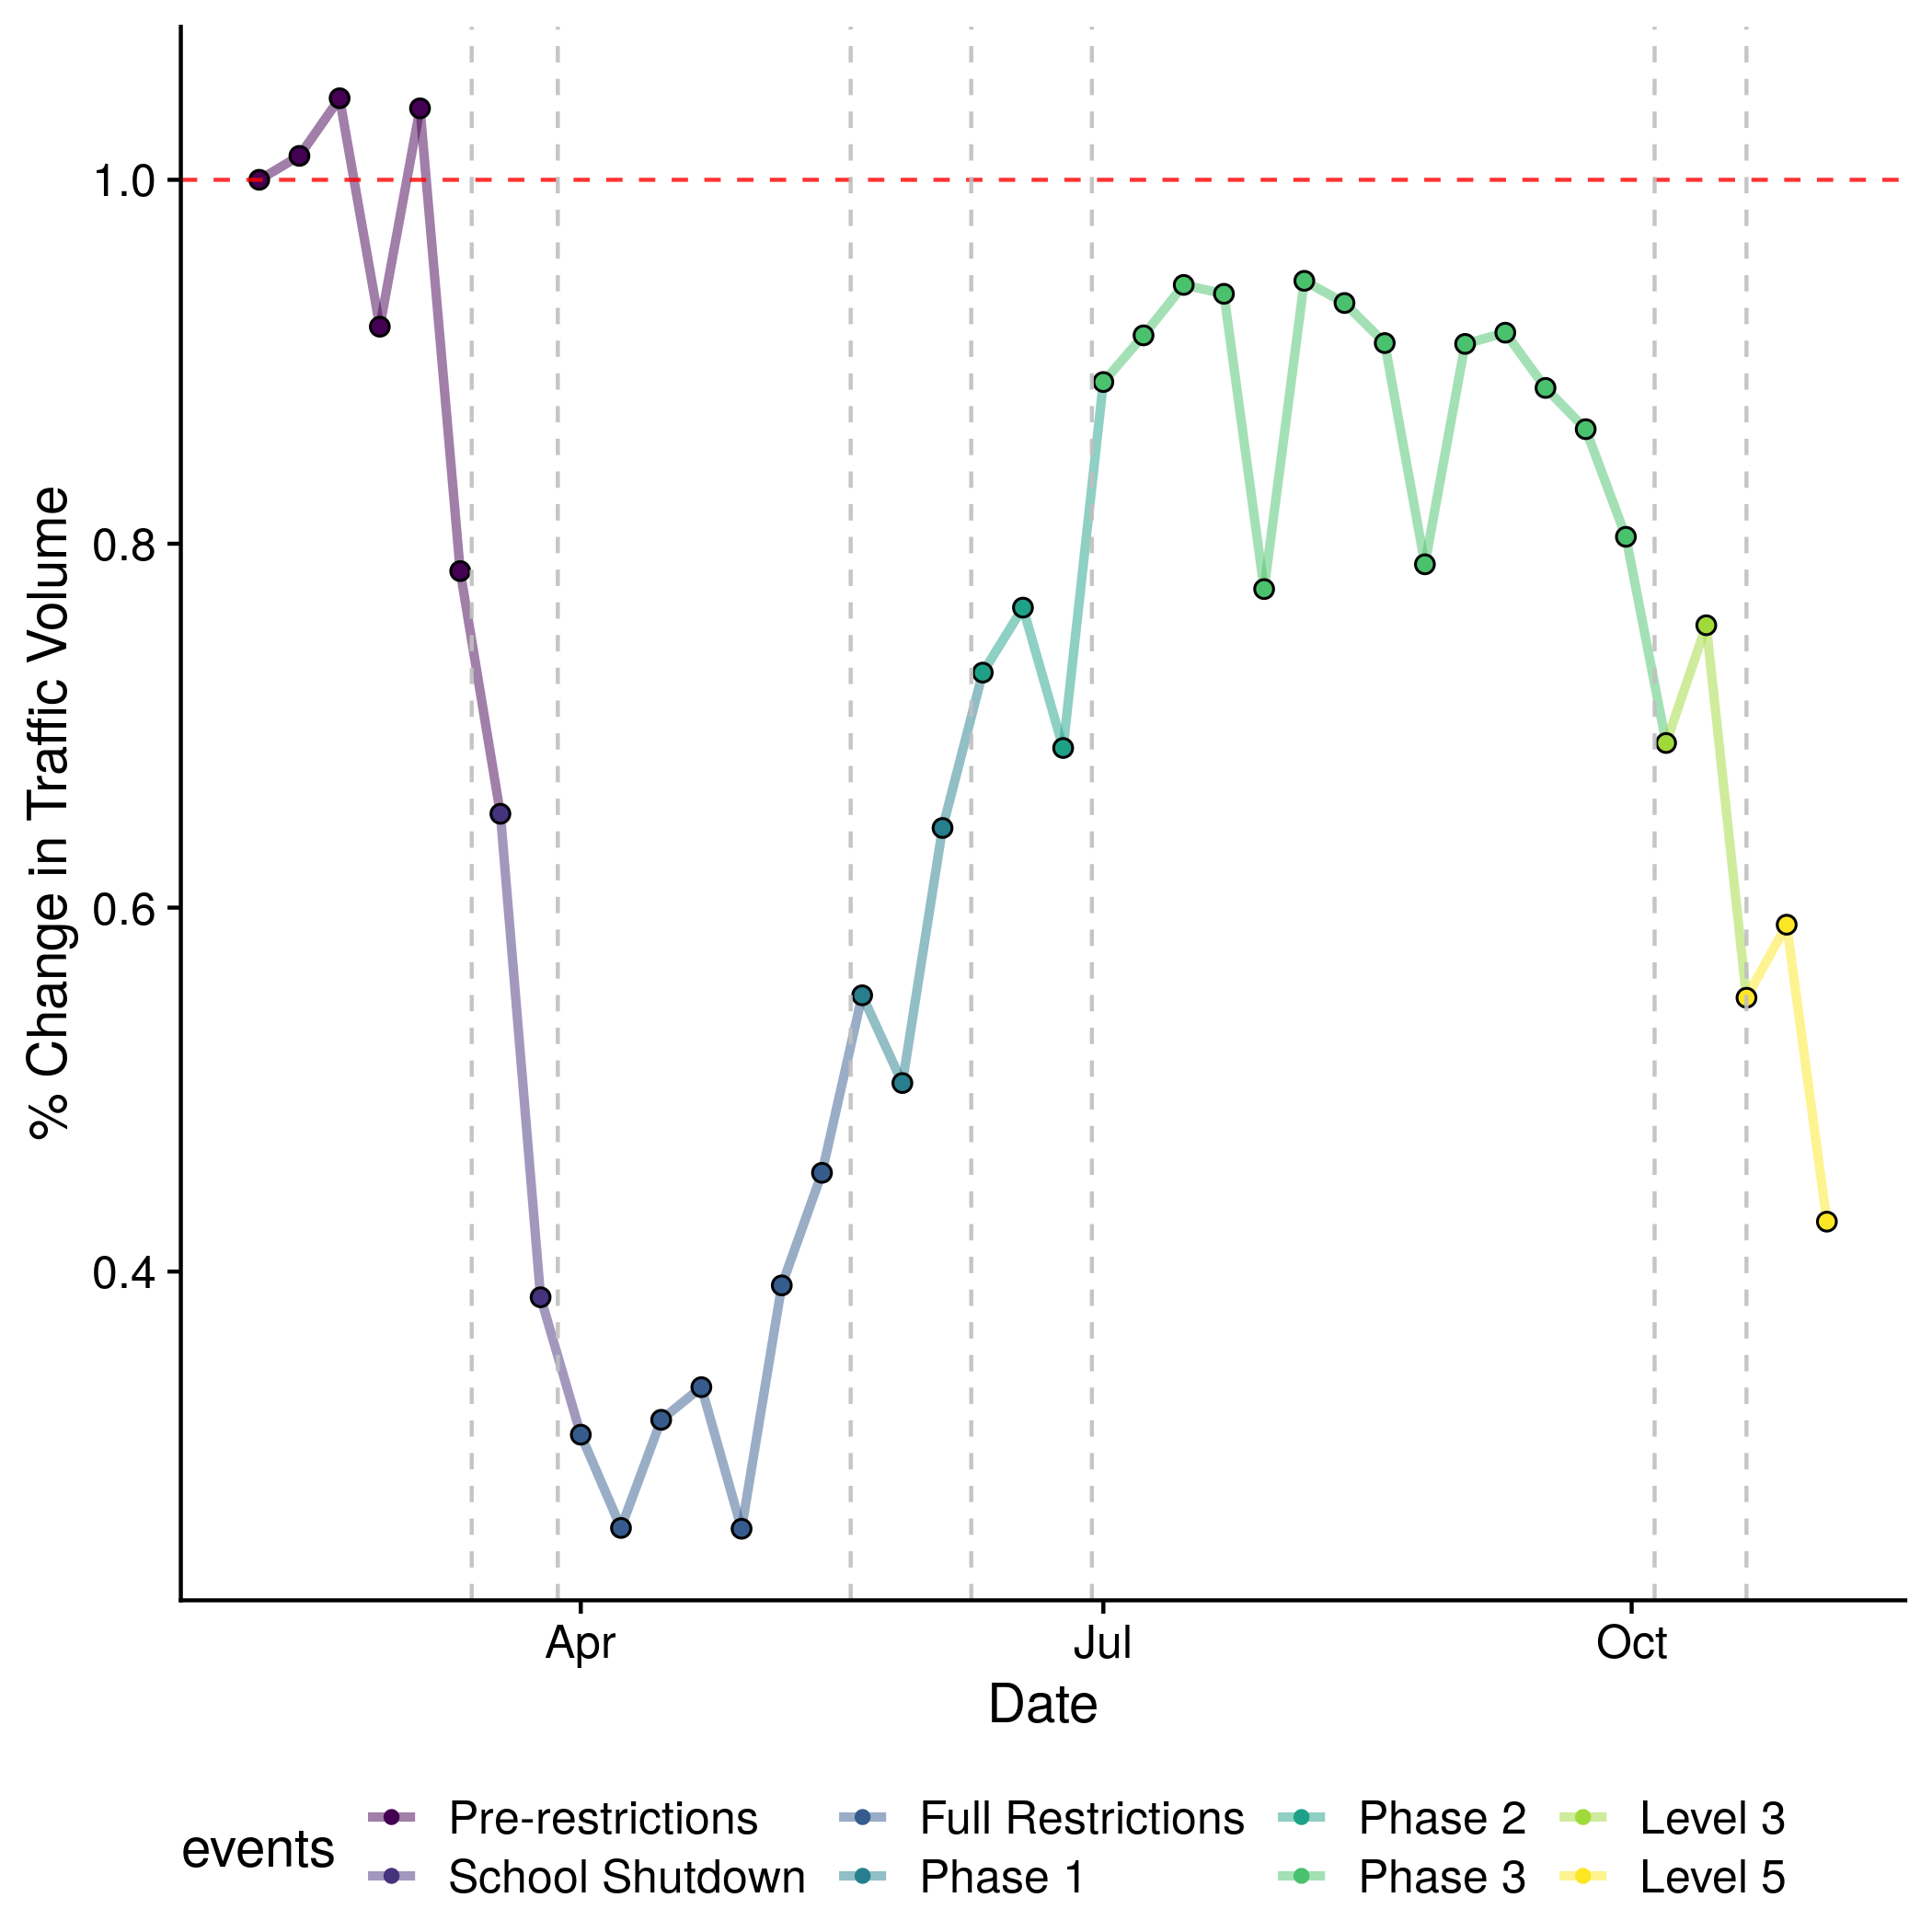 % Change in Traffic Volume
1.0
0.8
0.6
0.4
Apr Jul Oct
Date
events
Pre-restrictions Full Restrictions Phase 2 Level 3
School Shutdown Phase 1 Phase 3 Level 5